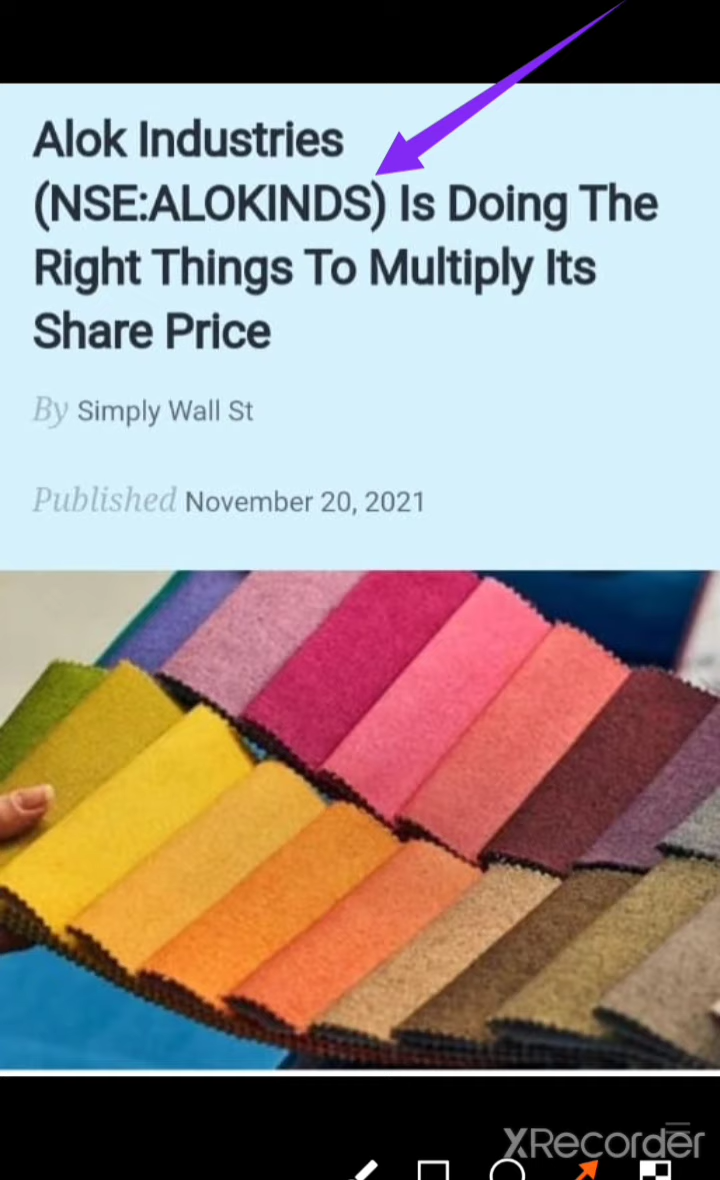 Alok Industries
(NSE:ALOKINDS) Is Doing The
Right Things To Multiply Its
Share Price
By Simply Wall St
Published November 20, 2021
XRecorder